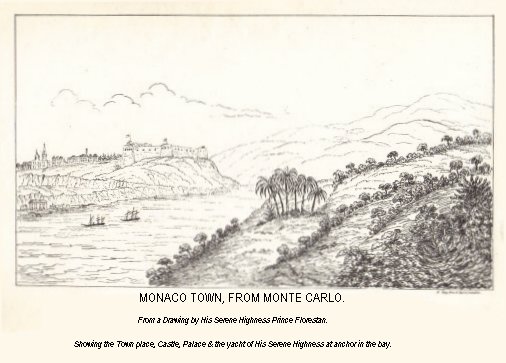 MONACO TOWN, FROM MONTE CARLO.
From a Drawing by His Serene Highness Prince Florestan.
Showing the Town place, Castle, Palace & the yacht of His Serene Highness at anchor in the bay.